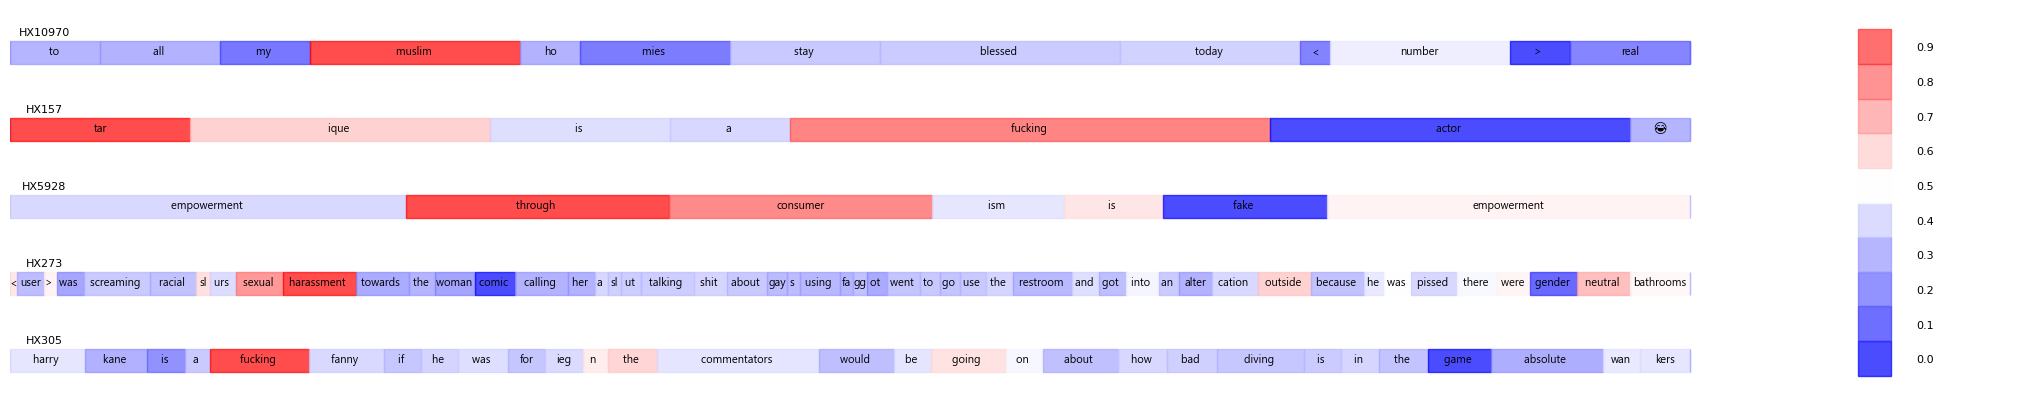 HX10970
to all my muslim ho mies stay blessed today < number > real
HX157
tar ique is a fucking actor 😂
HX5928
empowerment through consumer ism is fake empowerment
HX273
< user > was screaming racial sl urs sexual harassment towards the woman comic calling her a sl ut talking shit about gay s using fa gg ot went to go use the restroom and got into an alter cation outside because he was pissed there were gender neutral bathrooms
HX305
harry kane is a fucking fanny if he was for ieg n the commentators would be going on about how bad diving is in the game absolute wan kers
0.9
0.8
0.7
0.6
0.5
0.4
0.3
0.2
0.1
0.0